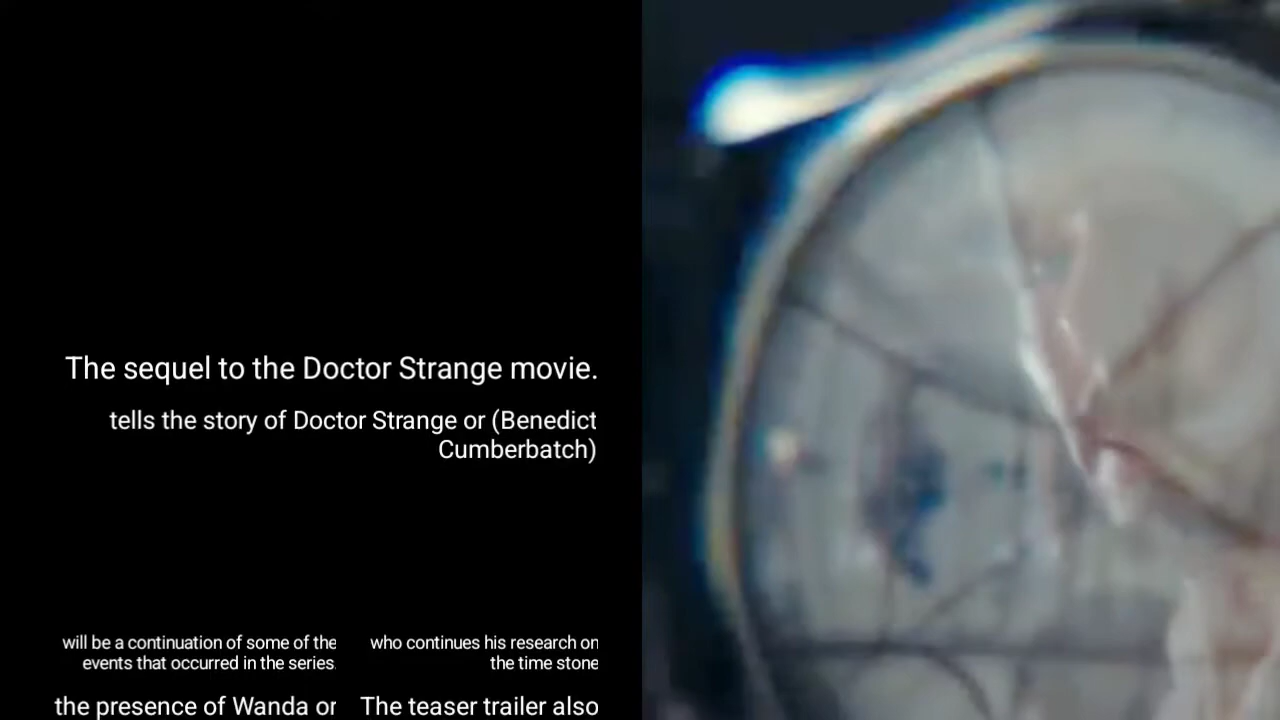 The sequel to the Doctor Strange movie.
tells the story of Doctor Strange or (Benedict
Cumberbatch)
will be a continuation of some of the
events that occurred in the series.
who continues his research on
the time stone
the presence of Wanda or
The teaser trailer also